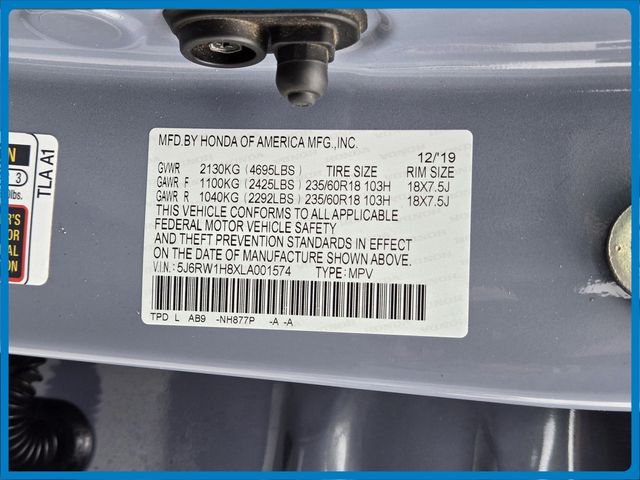 MFD.BY HONDA OF AMERICA MFG.,INC.
12/'19
GVWR 2130KG (4695LBS) TIRE SIZE RIM SIZE
GAWR F 1100KG (2425LBS) 235/60R18 103H 18X7.5J
GAWR R 1040KG (2292LBS) 235/60R18 103H 18X7.5J
THIS VEHICLE CONFORMS TO ALL APPLICABLE
FEDERAL MOTOR VEHICLE SAFETY
AND THEFT PREVENTION STANDARDS IN EFFECT
ON THE DATE OF MANUFACTURE SHOWN ABOVE.
V.I.N.: 5J6RW1H8XLA001574 TYPE: MPV
TPD L AB9 -NH877P -A -A
TLA A1
3
lbs.